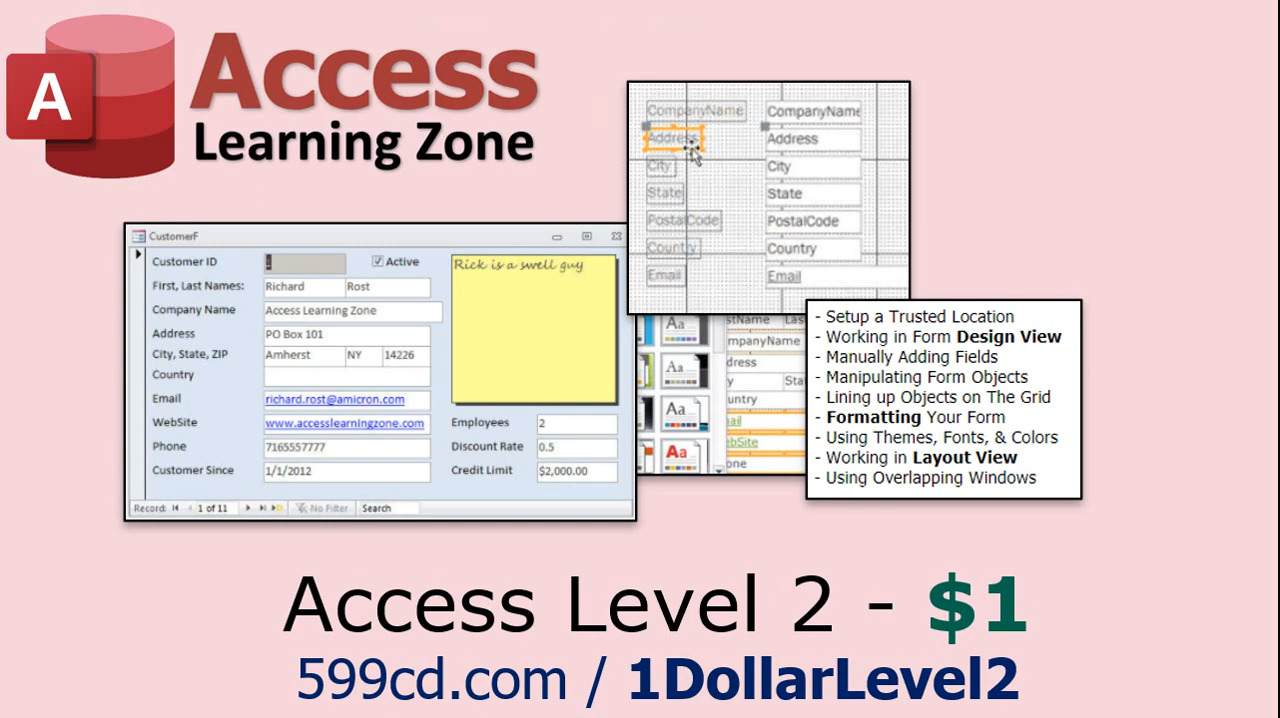 A
Access
Learning Zone
CompanyName CompanyName
Address Address
City City
State State
PostalCode PostalCode
Country Country
Email Email
CustomerF
Customer ID
Active
First, Last Names: Richard Rost
Company Name Access Learning Zone
Address PO Box 101
City, State, ZIP Amherst NY 14226
Country
Email richard.rost@amicron.com
WebSite www.accesslearningzone.com
Phone 7165557777
Customer Since 1/1/2012
Rick is a swell guy
Employees 2
Discount Rate 0.5
Credit Limit $2,000.00
Record: 1 of 11 No Filter Search
Aa
Aa
Aa
Aa
- Setup a Trusted Location
- Working in Form Design View
- Manually Adding Fields
- Manipulating Form Objects
- Lining up Objects on The Grid
- Formatting Your Form
- Using Themes, Fonts, & Colors
- Working in Layout View
- Using Overlapping Windows
Access Level 2 - $1
599cd.com / 1DollarLevel2